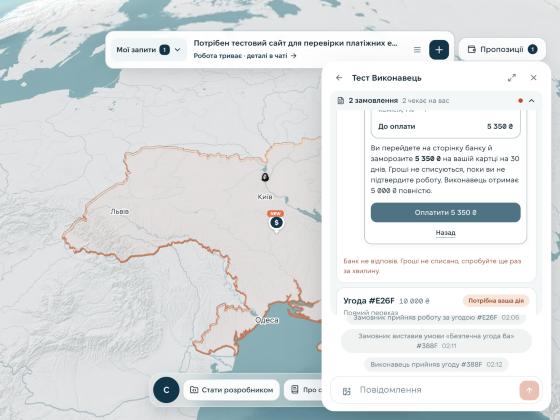 Мої запити 1
Потрібен тестовий сайт для перевірки платіжних е...
Робота триває · деталі в чаті →
Пропозиції 1
Тест Виконавець
2 замовлення 2 чекає на вас
До оплати 5 350 ₴
Ви перейдете на сторінку банку й
заморозите 5 350 ₴ на вашій картці на 30
днів. Гроші не списуються, поки ви не
підтвердите роботу. Виконавець отримає
5 000 ₴ повністю.
Оплатити 5 350 ₴
Назад
Банк не відповів. Гроші не списано, спробуйте ще раз
за хвилину.
Угода #E26F 10 000 ₴ Потрібна ваша дія
Прямий переказ
Замовник прийняв роботу за угодою #E26F 02:06
Замовник виставив умови «Безпечна угода 6а»
#388F 02:11
Виконавець прийняв угоду #388F 02:12
Повідомлення
Київ
Львів
NEW
$
Одеса
C
Стати розробником
Про с